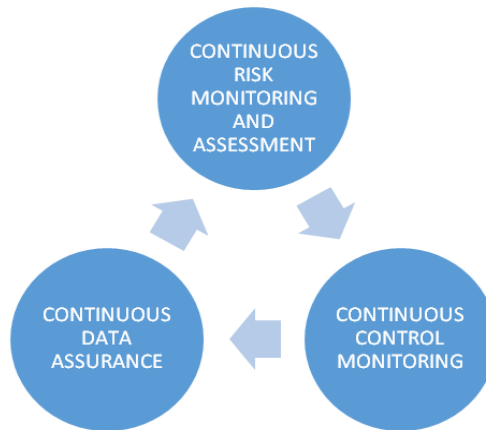 CONTINUOUS
RISK
MONITORING
AND
ASSESSMENT
CONTINUOUS
DATA
ASSURANCE
CONTINUOUS
CONTROL
MONITORING